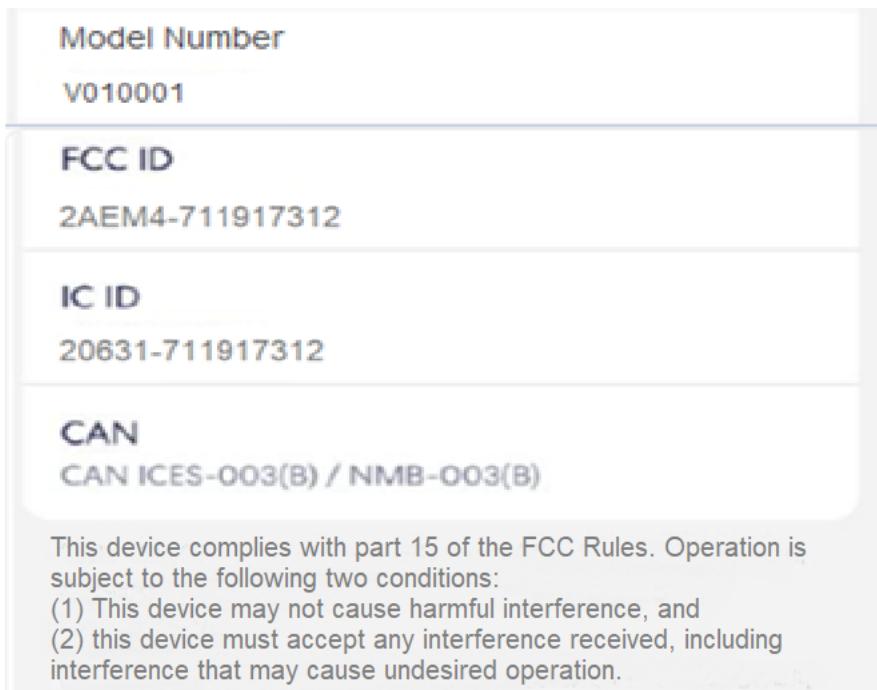 Model Number
V010001
FCC ID
2AEM4-711917312
IC ID
20631-711917312
CAN
CAN ICES-003(B) / NMB-003(B)
This device complies with part 15 of the FCC Rules. Operation is
subject to the following two conditions:
(1) This device may not cause harmful interference, and
(2) this device must accept any interference received, including
interference that may cause undesired operation.